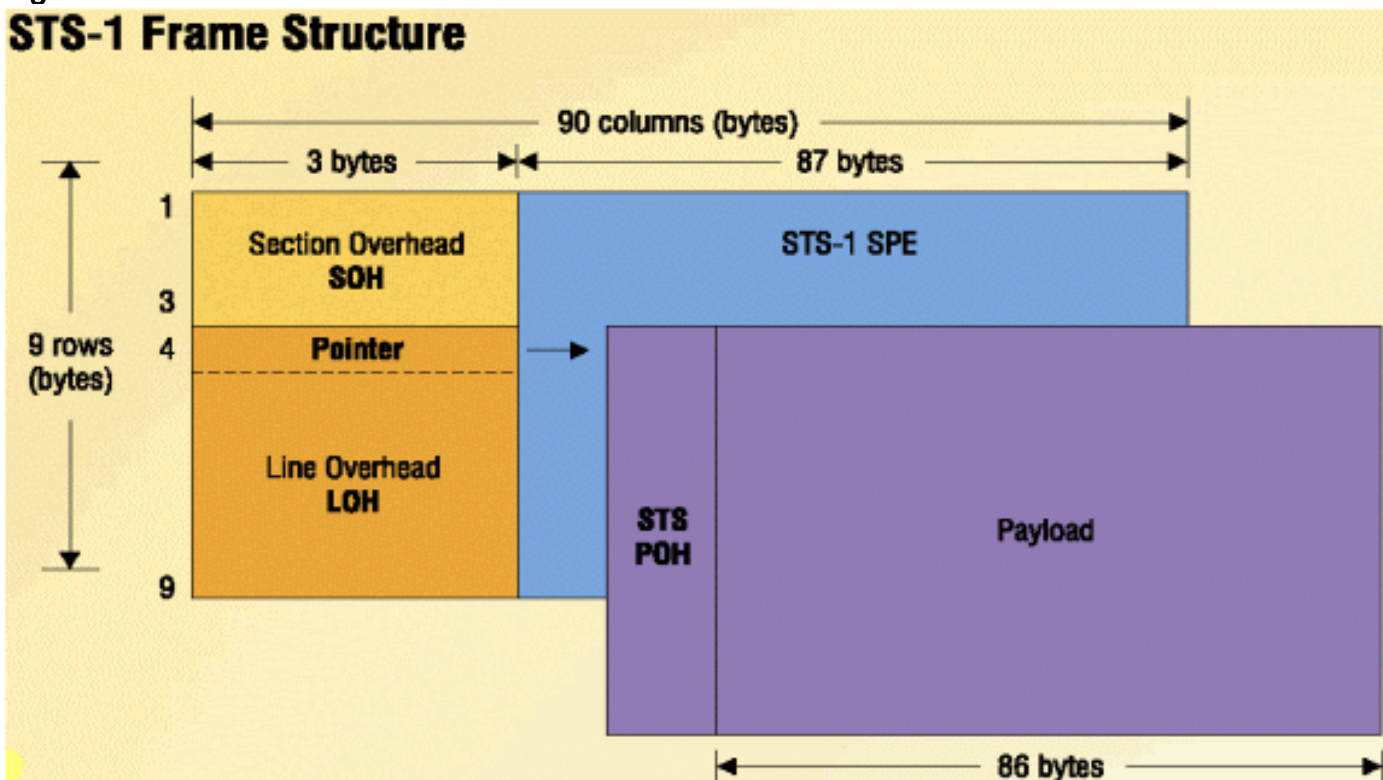 STS-1 Frame Structure
90 columns (bytes)
3 bytes
87 bytes
1
Section Overhead
SOH
STS-1 SPE
3
4
Pointer
9 rows
(bytes)
Line Overhead
LOH
STS
POH
Payload
9
86 bytes